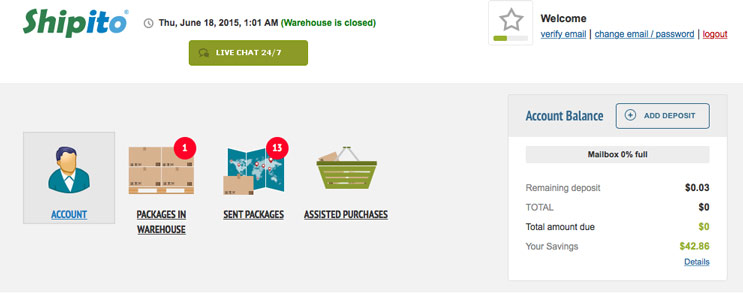 Shipito®
Thu, June 18, 2015, 1:01 AM (Warehouse is closed)
LIVE CHAT 24/7
Welcome
verify email | change email / password | logout
1
13
ACCOUNT
PACKAGES IN
WAREHOUSE
SENT PACKAGES
ASSISTED PURCHASES
Account Balance
ADD DEPOSIT
Mailbox 0% full
Remaining deposit $0.03
TOTAL $0
Total amount due $0
Your Savings $42.86
Details